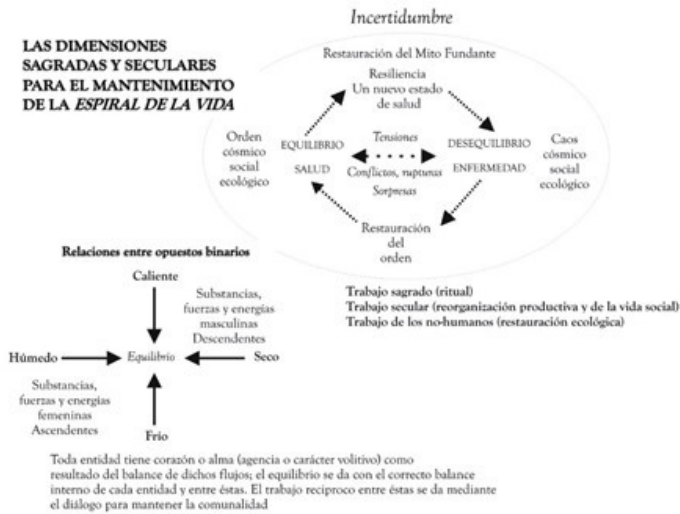 LAS DIMENSIONES
SAGRADAS Y SECULARES
PARA EL MANTENIMIENTO
DE LA ESPIRAL DE LA VIDA
Incertidumbre
Restauración del Mito Fundante
Resiliencia
Un nuevo estado
de salud
Orden
cósmico
social
ecológico
EQUILIBRIO
SALUD
Tensiones
Conflictos, rupturas
Sorpresas
DESEQUILIBRIO
ENFERMEDAD
Caos
cósmico
social
ecológico
Restauración
del
orden
Trabajo sagrado (ritual)
Trabajo secular (reorganización productiva y de la vida social)
Trabajo de los no-humanos (restauración ecológica)
Relaciones entre opuestos binarios
Caliente
Substancias,
fuerzas y energías
masculinas
Descendentes
Húmedo
Equilibrio
Seco
Substancias,
fuerzas y energías
femeninas
Ascendentes
Frío
Toda entidad tiene corazón o alma (agencia o carácter volitivo) como
resultado del balance de dichos flujos; el equilibrio se da con el correcto balance
interno de cada entidad y entre éstas. El trabajo recíproco entre éstas se da mediante
el diálogo para mantener la comunalidad